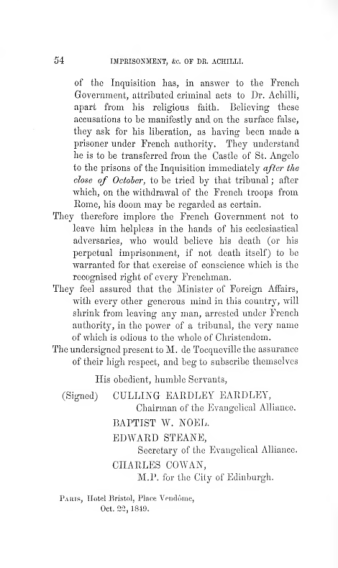 54 IMPRISONMENT, &c. OF DR. ACHILLI.
of the Inquisition has, in answer to the French
Government, attributed criminal acts to Dr. Achilli,
apart from his religious faith. Believing these
accusations to be manifestly and on the surface false,
they ask for his liberation, as having been made a
prisoner under French authority. They understand
he is to be transferred from the Castle of St. Angelo
to the prisons of the Inquisition immediately after the
close of October, to be tried by that tribunal; after
which, on the withdrawal of the French troops from
Rome, his doom may be regarded as certain.
They therefore implore the French Government not to
leave him helpless in the hands of his ecclesiastical
adversaries, who would believe his death (or his
perpetual imprisonment, if not death itself) to be
warranted for that exercise of conscience which is the
recognised right of every Frenchman.
They feel assured that the Minister of Foreign Affairs,
with every other generous mind in this country, will
shrink from leaving any man, arrested under French
authority, in the power of a tribunal, the very name
of which is odious to the whole of Christendom.
The undersigned present to M. de Tocqueville the assurance
of their high respect, and beg to subscribe themselves
His obedient, humble Servants,
(Signed) CULLING EARDLEY EARDLEY,
Chairman of the Evangelical Alliance.
BAPTIST W. NOEL.
EDWARD STEANE,
Secretary of the Evangelical Alliance.
CHARLES COWAN,
M.P. for the City of Edinburgh.
PARIS, Hotel Bristol, Place Vendôme,
Oct. 22, 1849.